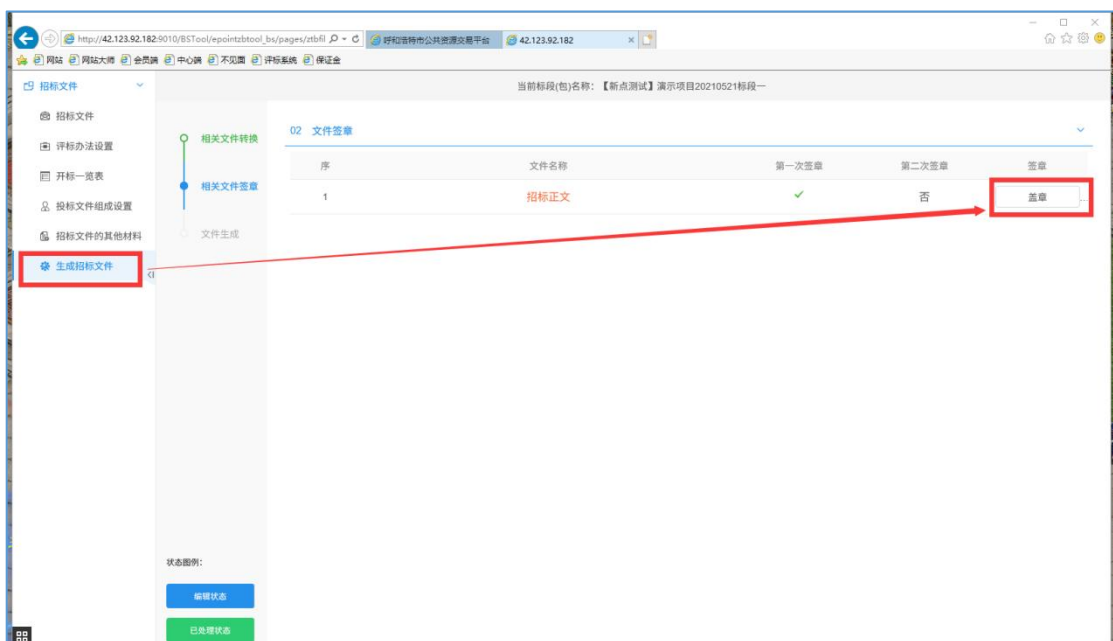 http://42.123.92.182:9010/BSTool/epointzbtool_bs/pages/ztbfil
呼和浩特市公共资源交易平台
42.123.92.182
网站 网站大师 会员端 中心端 不见面 评标系统 保证金
招标文件
当前标段(包)名称：【新点测试】演示项目20210521标段一
招标文件
评标办法设置
开标一览表
投标文件组成设置
招标文件的其他材料
生成招标文件
相关文件转换
相关文件签章
文件生成
02 文件签章
序 文件名称 第一次签章 第二次签章 签章
1 招标正文 ✓ 否 盖章 ...
状态图例：
编辑状态
已处理状态